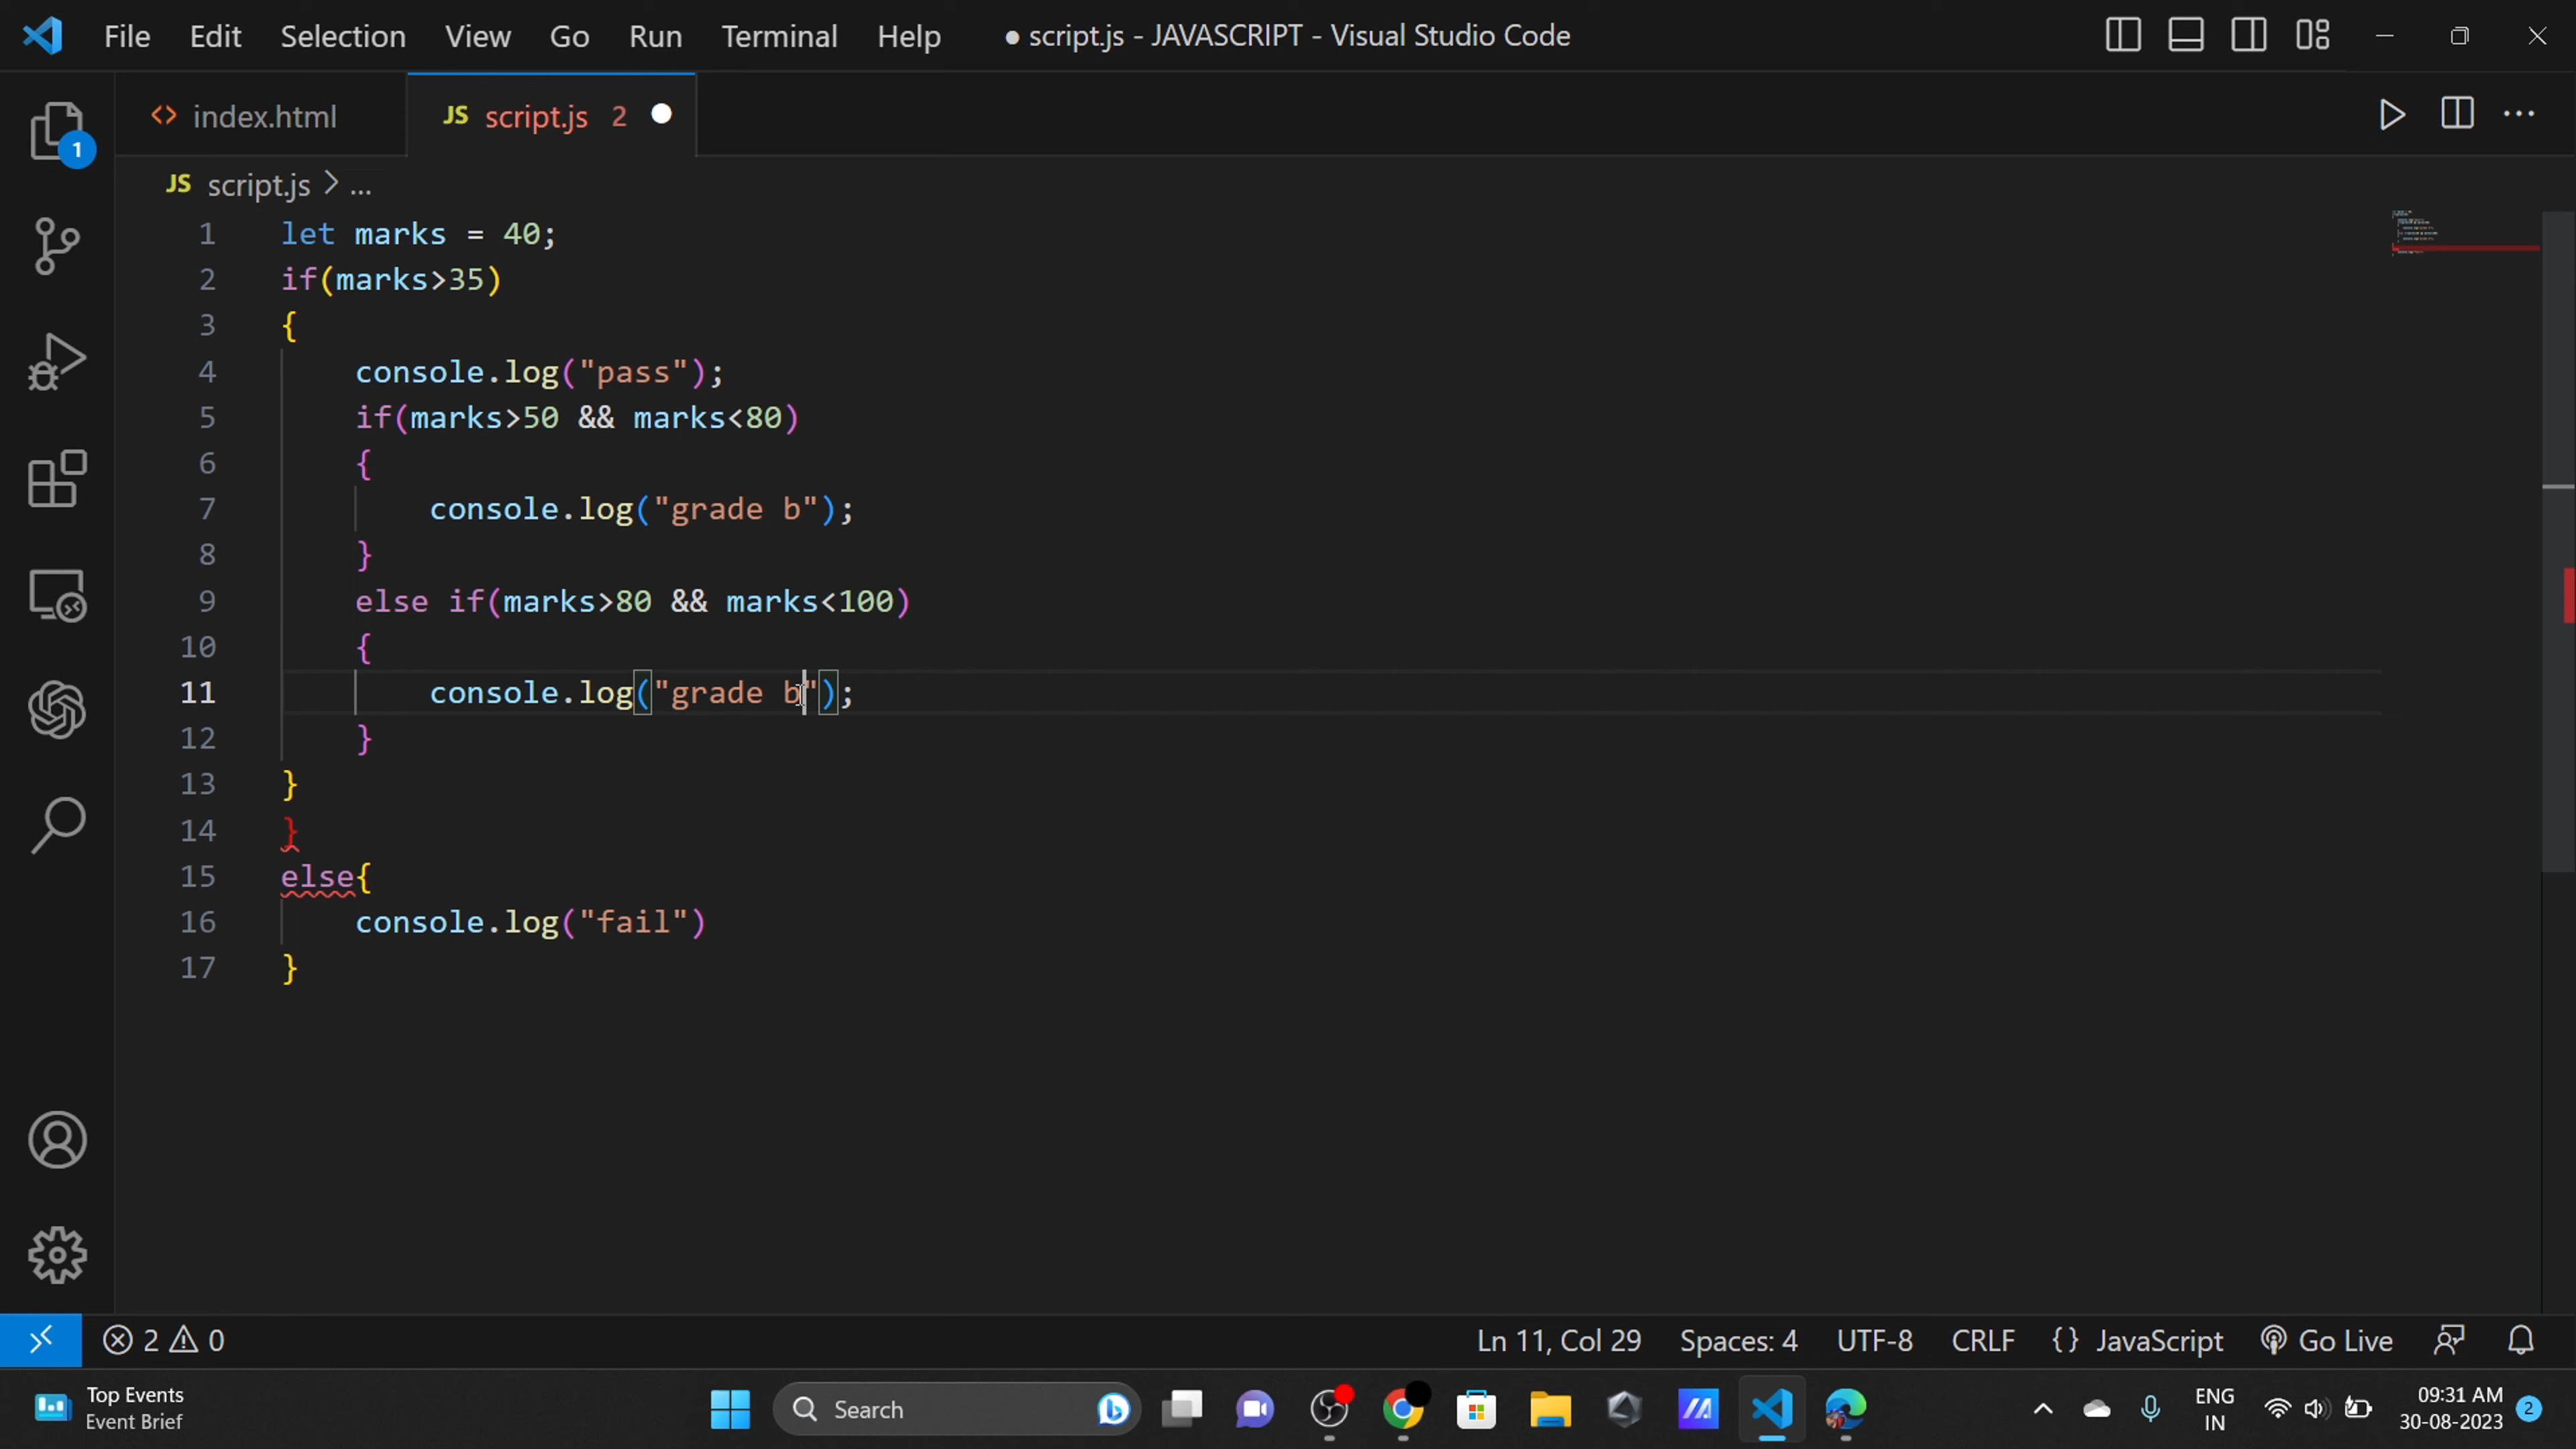 File Edit Selection View Go Run Terminal Help ● script.js - JAVASCRIPT - Visual Studio Code
<> index.html JS script.js 2
1
JS script.js > ...
1 let marks = 40;
2 if(marks>35)
3 {
4 console.log("pass");
5 if(marks>50 && marks<80)
6 {
7 console.log("grade b");
8 }
9 else if(marks>80 && marks<100)
10 {
11 console.log("grade b");
12 }
13 }
14 }
15 else{
16 console.log("fail")
17 }
2 0 Ln 11, Col 29 Spaces: 4 UTF-8 CRLF {} JavaScript Go Live
Top Events
Event Brief
Search
ENG
IN
09:31 AM
30-08-2023
2